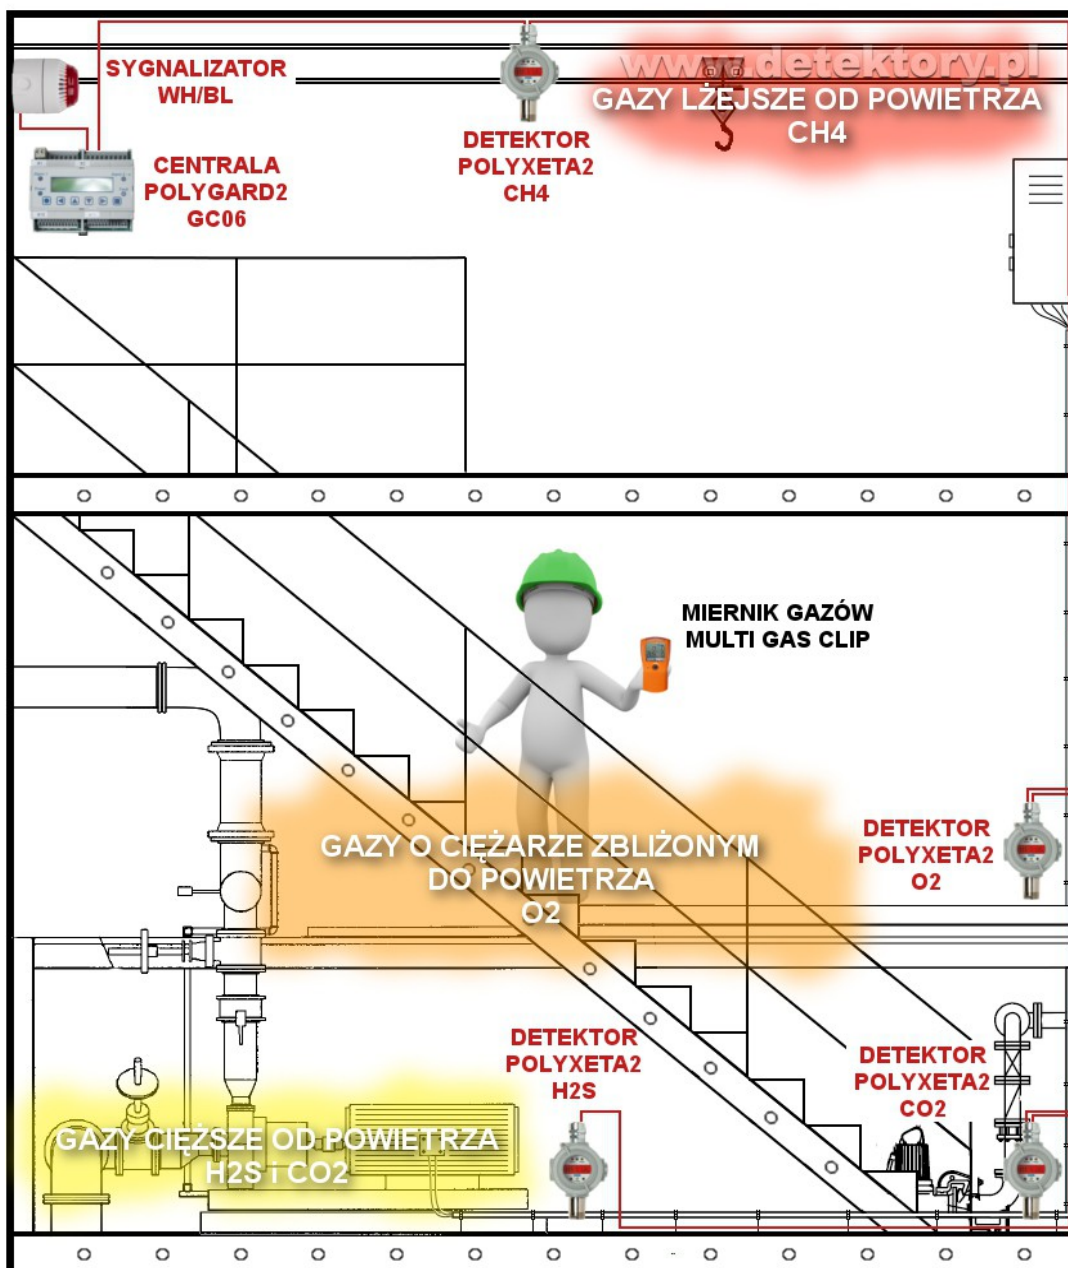 www.detektory.pl
SYGNALIZATOR
WH/BL
GAZY LŻEJSZE OD POWIETRZA
CH4
DETEKTOR
POLYXETA2
CH4
CENTRALA
POLYGARD2
GC06
MIERNIK GAZÓW
MULTI GAS CLIP
DETEKTOR
POLYXETA2
O2
GAZY O CIĘŻARZE ZBLIŻONYM
DO POWIETRZA
O2
DETEKTOR
POLYXETA2
H2S
DETEKTOR
POLYXETA2
CO2
GAZY CIĘŻSZE OD POWIETRZA
H2S i CO2